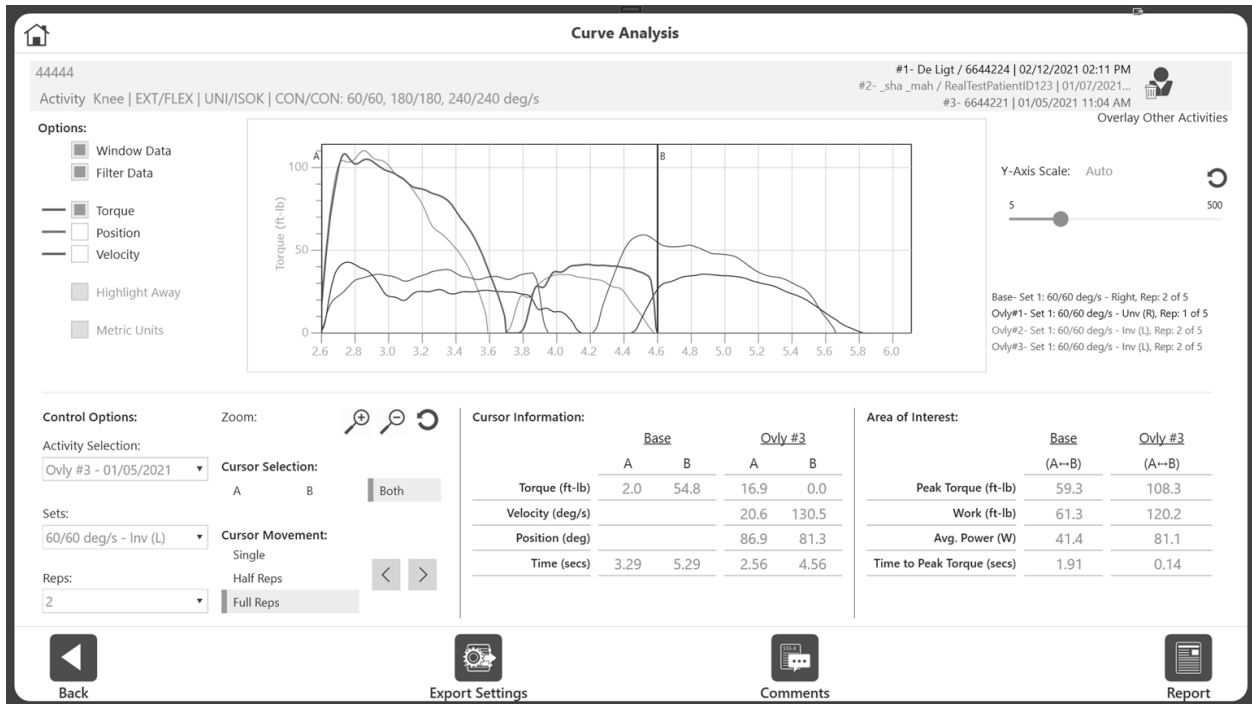 Curve Analysis
44444
Activity Knee | EXT/FLEX | UNI/ISOK | CON/CON: 60/60, 180/180, 240/240 deg/s
#1- De Ligt / 6644224 | 02/12/2021 02:11 PM
#2- _sha _mah / RealTestPatientID123 | 01/07/2021...
#3- 6644221 | 01/05/2021 11:04 AM
Overlay Other Activities
Options:
Window Data
Filter Data
Torque
Position
Velocity
Highlight Away
Metric Units
Torque (ft-lb)
100
50
0
A
B
2.6 2.8 3.0 3.2 3.4 3.6 3.8 4.0 4.2 4.4 4.6 4.8 5.0 5.2 5.4 5.6 5.8 6.0
Y-Axis Scale: Auto
5 500
Base- Set 1: 60/60 deg/s - Right, Rep: 2 of 5
Ovly#1- Set 1: 60/60 deg/s - Unv (R), Rep: 1 of 5
Ovly#2- Set 1: 60/60 deg/s - Inv (L), Rep: 2 of 5
Ovly#3- Set 1: 60/60 deg/s - Inv (L), Rep: 2 of 5
Control Options:
Activity Selection:
Ovly #3 - 01/05/2021
Sets:
60/60 deg/s - Inv (L)
Reps:
2
Zoom:
Cursor Selection:
A B Both
Cursor Movement:
Single
Half Reps
Full Reps
Cursor Information:
Base Ovly #3
A B A B
Torque (ft-lb) 2.0 54.8 16.9 0.0
Velocity (deg/s) 20.6 130.5
Position (deg) 86.9 81.3
Time (secs) 3.29 5.29 2.56 4.56
Area of Interest:
Base Ovly #3
(A↔B) (A↔B)
Peak Torque (ft-lb) 59.3 108.3
Work (ft-lb) 61.3 120.2
Avg. Power (W) 41.4 81.1
Time to Peak Torque (secs) 1.91 0.14
Back
Export Settings
Comments
Report